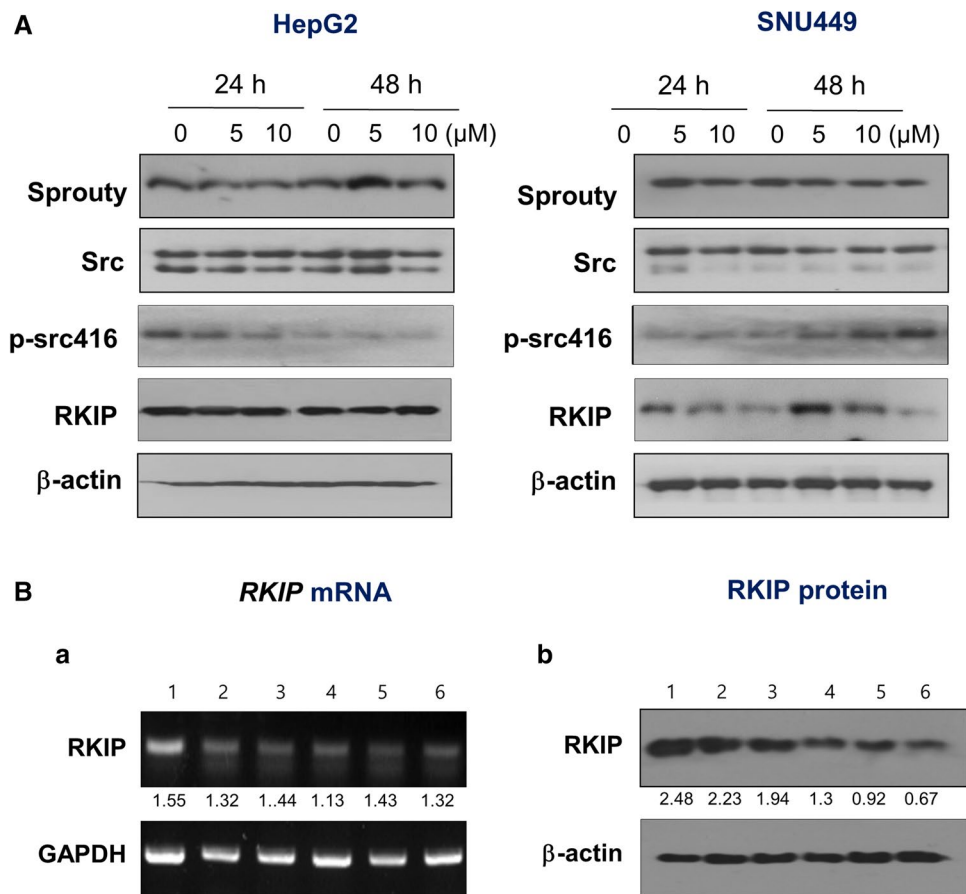 A
HepG2
SNU449
24 h 48 h
0 5 10 0 5 10 (μM)
24 h 48 h
0 5 10 0 5 10 (μM)
Sprouty
Src
p-src416
RKIP
β-actin
Sprouty
Src
p-src416
RKIP
β-actin
B
RKIP mRNA
RKIP protein
a
1 2 3 4 5 6
RKIP
1.55 1.32 1..44 1.13 1.43 1.32
GAPDH
b
1 2 3 4 5 6
RKIP
2.48 2.23 1.94 1.3 0.92 0.67
β-actin